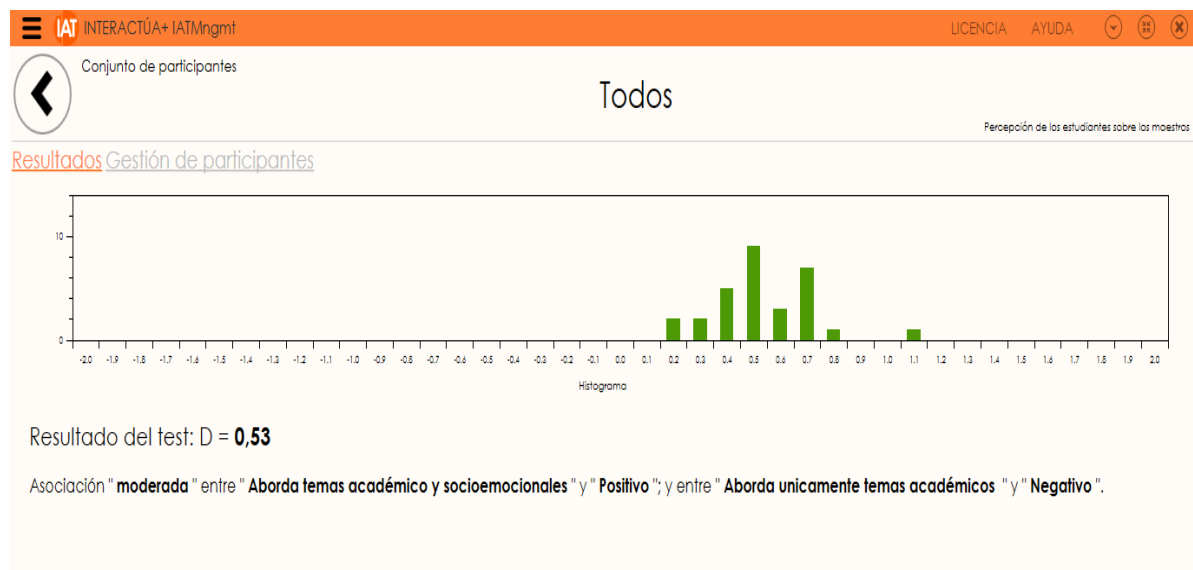 IAT INTERACTÚA+ IATMngmt LICENCIA AYUDA
Conjunto de participantes
Todos
Percepción de los estudiantes sobre los maestros
Resultados Gestión de participantes
10
0
-2.0 -1.9 -1.8 -1.7 -1.6 -1.5 -1.4 -1.3 -1.2 -1.1 -1.0 -0.9 -0.8 -0.7 -0.6 -0.5 -0.4 -0.3 -0.2 -0.1 0.0 0.1 0.2 0.3 0.4 0.5 0.6 0.7 0.8 0.9 1.0 1.1 1.2 1.3 1.4 1.5 1.6 1.7 1.8 1.9 2.0
Histograma
Resultado del test: D = 0,53
Asociación " moderada " entre " Aborda temas académico y socioemocionales " y " Positivo "; y entre " Aborda unicamente temas académicos " y " Negativo ".